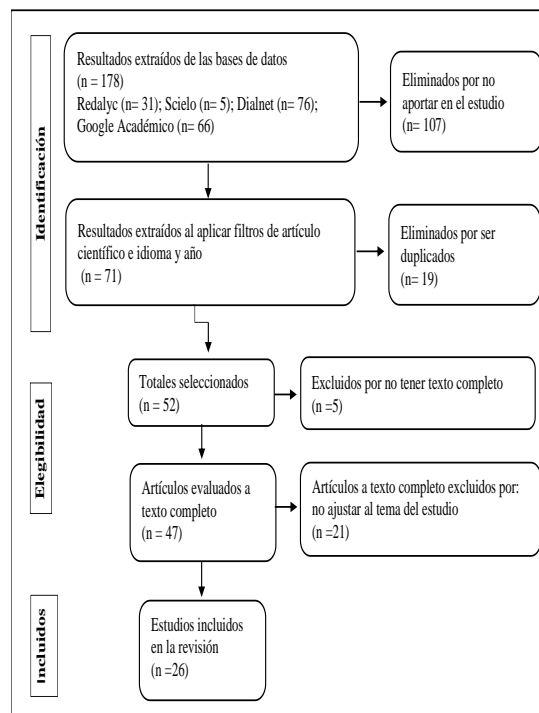 Identificación
Resultados extraídos de las bases de datos
(n = 178)
Redalyc (n= 31); Scielo (n= 5); Dialnet (n= 76);
Google Académico (n= 66)
Eliminados por no
aportar en el estudio
(n= 107)
Resultados extraídos al aplicar filtros de artículo
científico e idioma y año
(n = 71)
Eliminados por ser
duplicados
(n= 19)
Elegibilidad
Totales seleccionados
(n = 52)
Excluidos por no tener texto completo
(n =5)
Artículos evaluados a
texto completo
(n = 47)
Artículos a texto completo excluidos por:
no ajustar al tema del estudio
(n =21)
Incluidos
Estudios incluidos
en la revisión
(n =26)